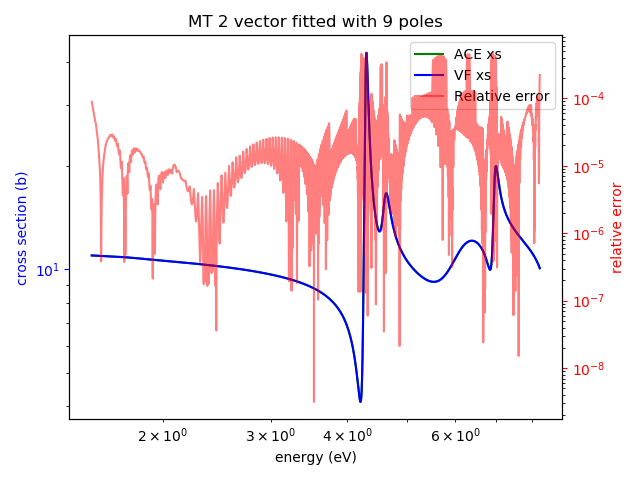 MT 2 vector fitted with 9 poles
ACE xs
VF xs
Relative error
cross section (b)
10¹
10⁻⁴
10⁻⁵
10⁻⁶
10⁻⁷
10⁻⁸
relative error
2 × 10⁰
3 × 10⁰
4 × 10⁰
6 × 10⁰
energy (eV)